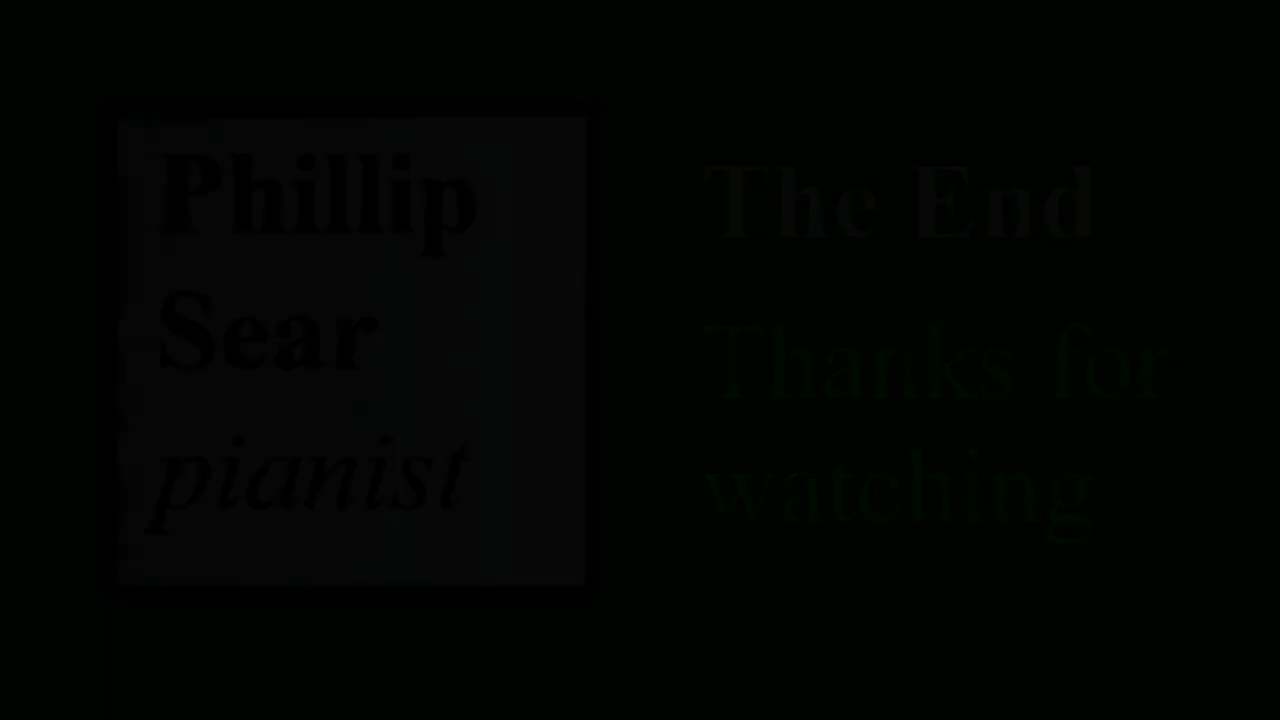 Phillip
Sear
pianist
The End
Thanks for
watching